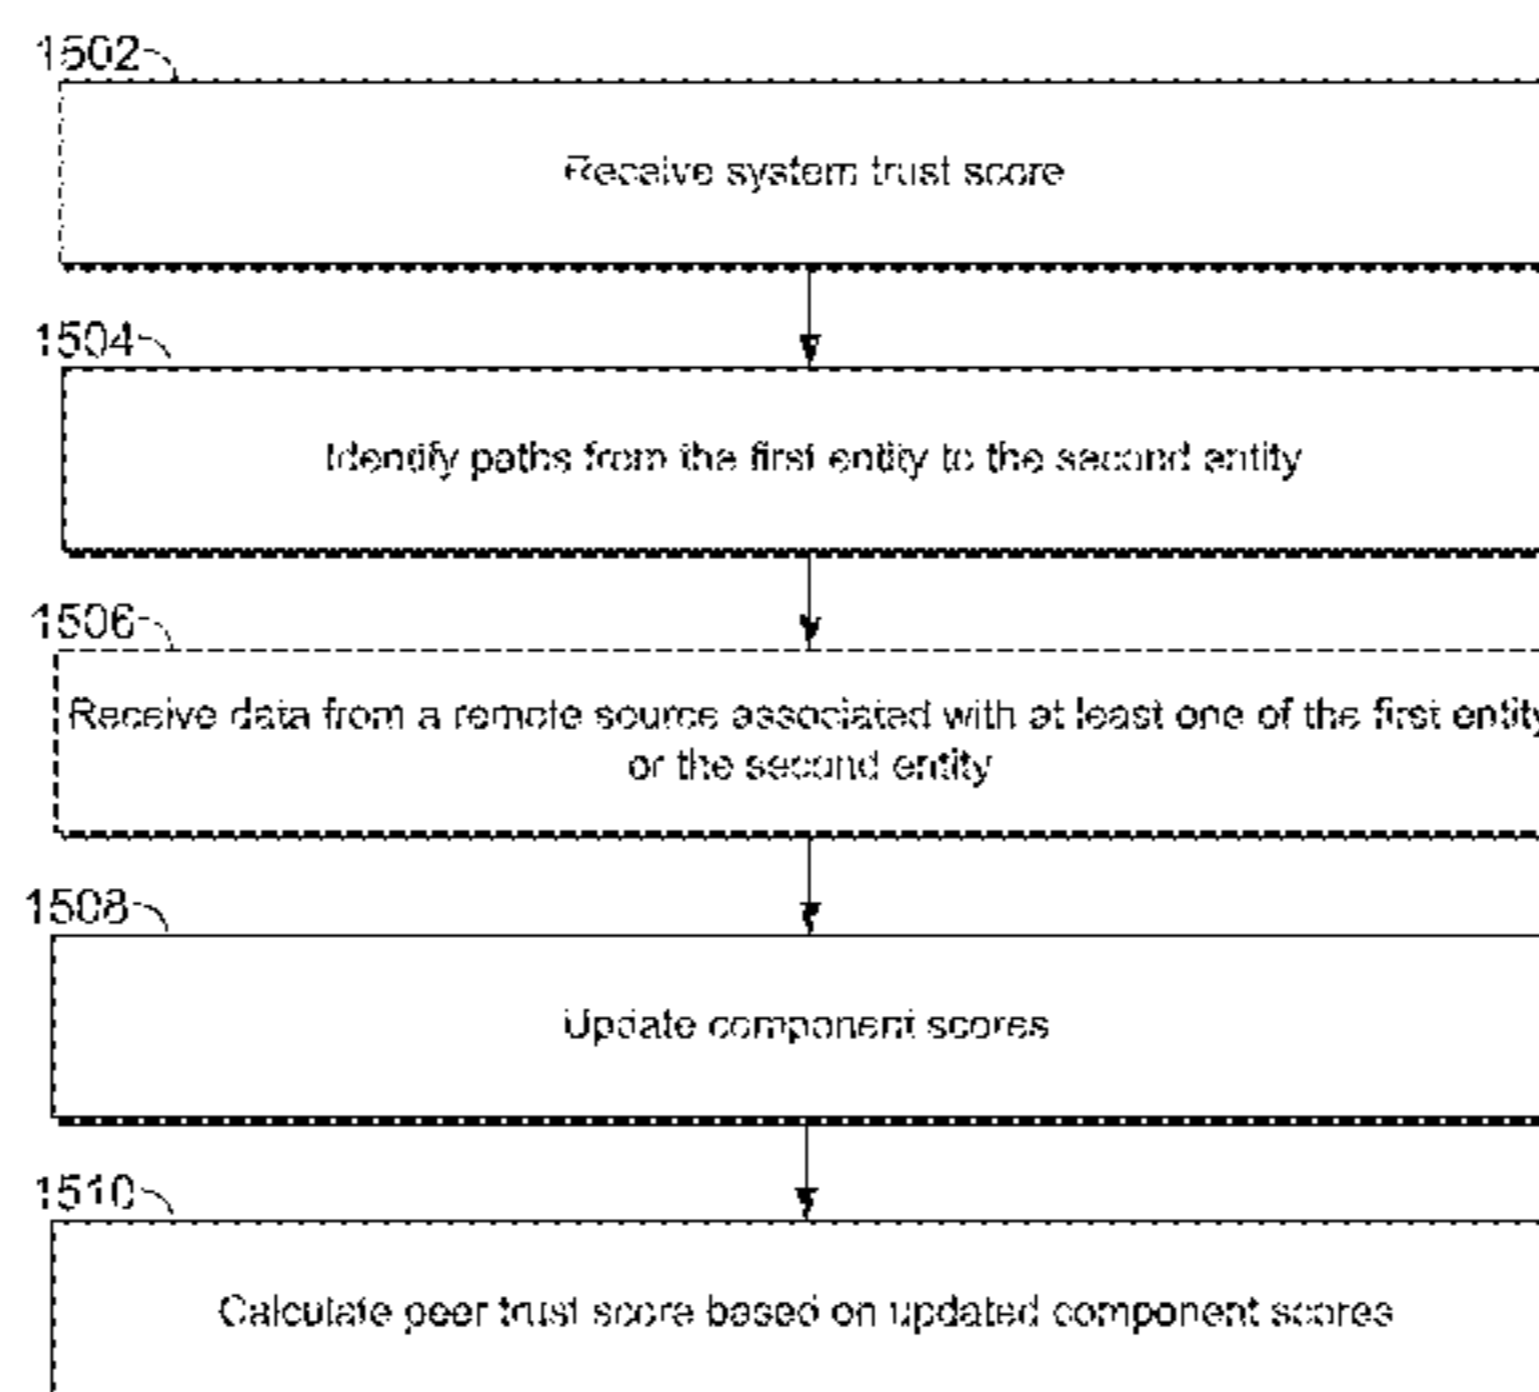 1502
Receive system trust score
1504
Identify paths from the first entity to the second entity
1506
Receive data from a remote source associated with at least one of the first entity
or the second entity
1508
Update component scores
1510
Calculate peer trust score based on updated component scores